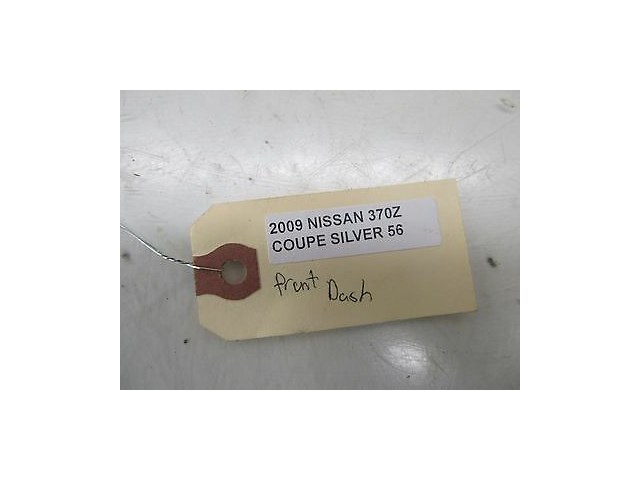 2009 NISSAN 370Z
COUPE SILVER 56
front Dash